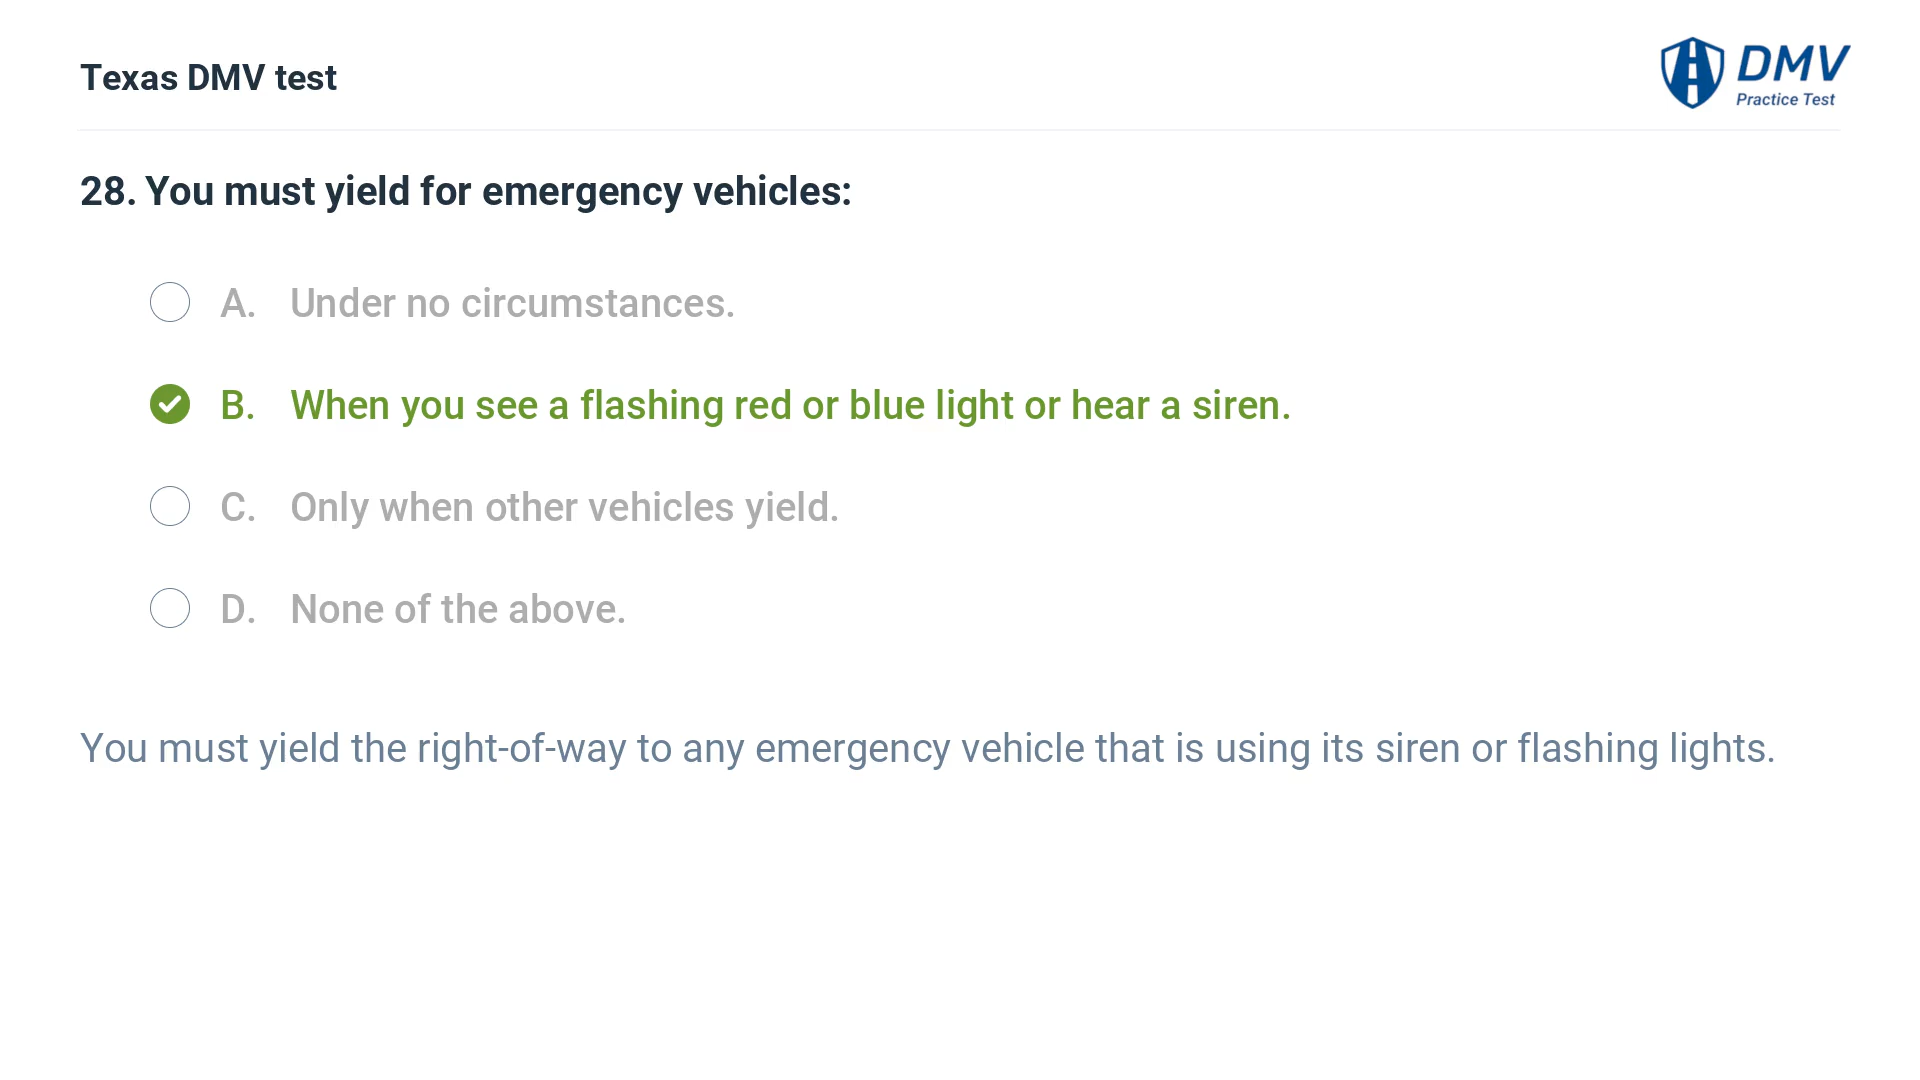 Texas DMV test
DMV
Practice Test
28. You must yield for emergency vehicles:
A. Under no circumstances.
B. When you see a flashing red or blue light or hear a siren.
C. Only when other vehicles yield.
D. None of the above.
You must yield the right-of-way to any emergency vehicle that is using its siren or flashing lights.